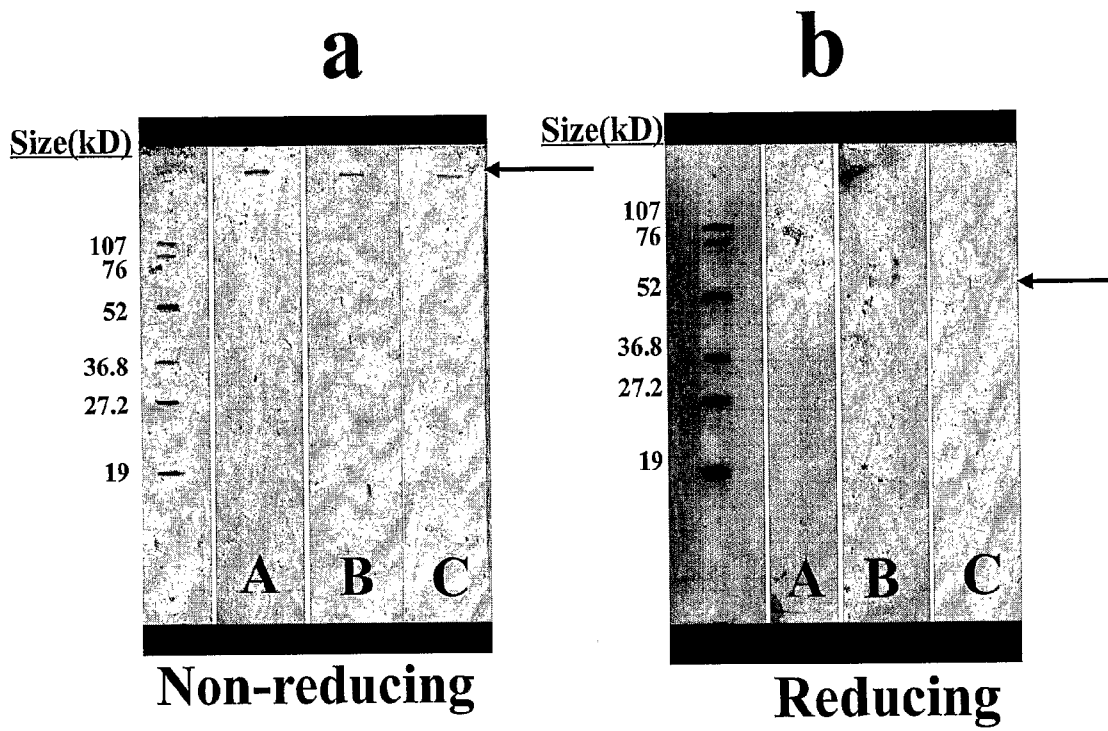 a
Size(kD)
107
76
52
36.8
27.2
19
A B C
Non-reducing
b
Size(kD)
107
76
52
36.8
27.2
19
A B C
Reducing